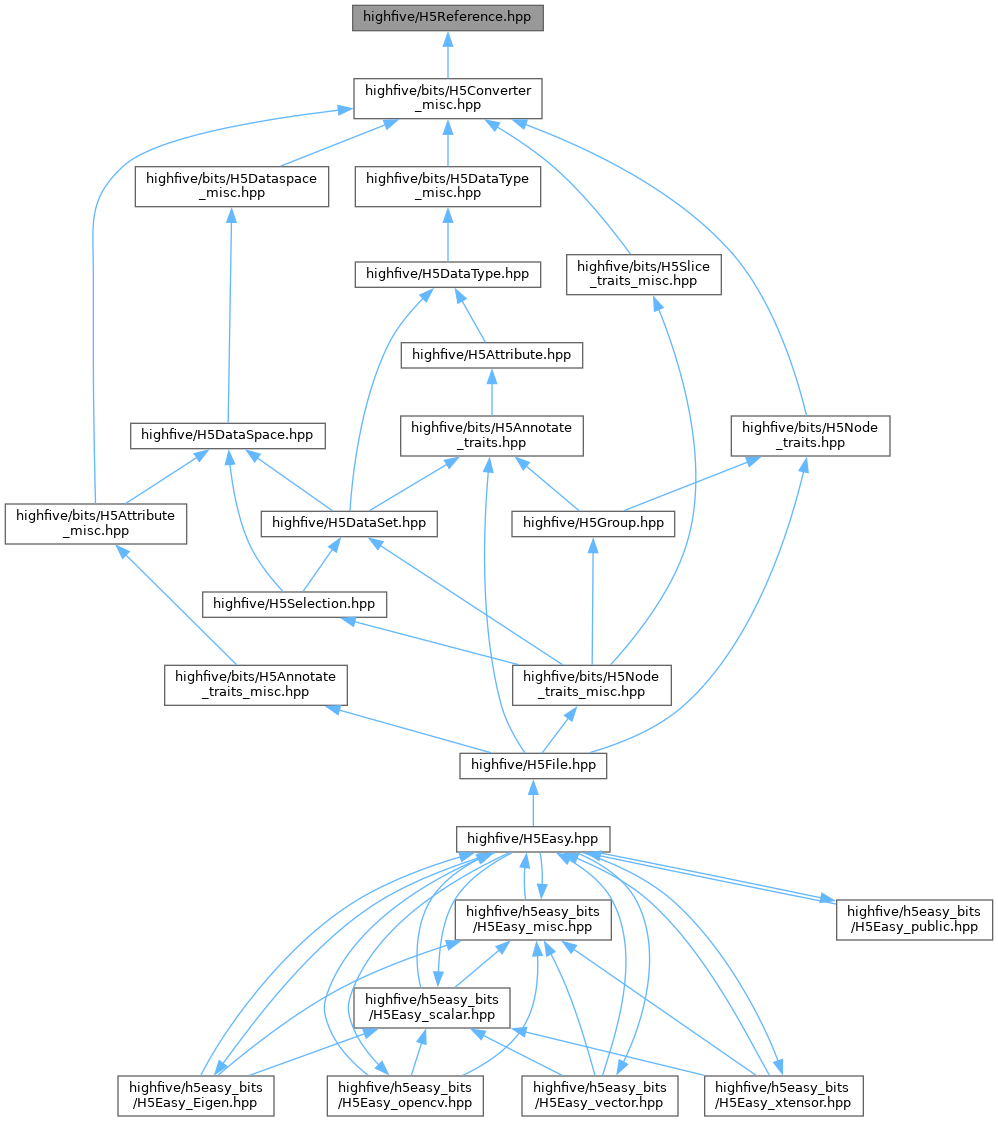 highfive/H5Reference.hpp
highfive/bits/H5Converter
_misc.hpp
highfive/bits/H5Dataspace
_misc.hpp
highfive/bits/H5DataType
_misc.hpp
highfive/H5DataType.hpp
highfive/bits/H5Slice
_traits_misc.hpp
highfive/H5Attribute.hpp
highfive/H5DataSpace.hpp
highfive/bits/H5Annotate
_traits.hpp
highfive/bits/H5Node
_traits.hpp
highfive/bits/H5Attribute
_misc.hpp
highfive/H5DataSet.hpp
highfive/H5Group.hpp
highfive/H5Selection.hpp
highfive/bits/H5Annotate
_traits_misc.hpp
highfive/bits/H5Node
_traits_misc.hpp
highfive/H5File.hpp
highfive/H5Easy.hpp
highfive/h5easy_bits
/H5Easy_misc.hpp
highfive/h5easy_bits
/H5Easy_public.hpp
highfive/h5easy_bits
/H5Easy_scalar.hpp
highfive/h5easy_bits
/H5Easy_Eigen.hpp
highfive/h5easy_bits
/H5Easy_opencv.hpp
highfive/h5easy_bits
/H5Easy_vector.hpp
highfive/h5easy_bits
/H5Easy_xtensor.hpp